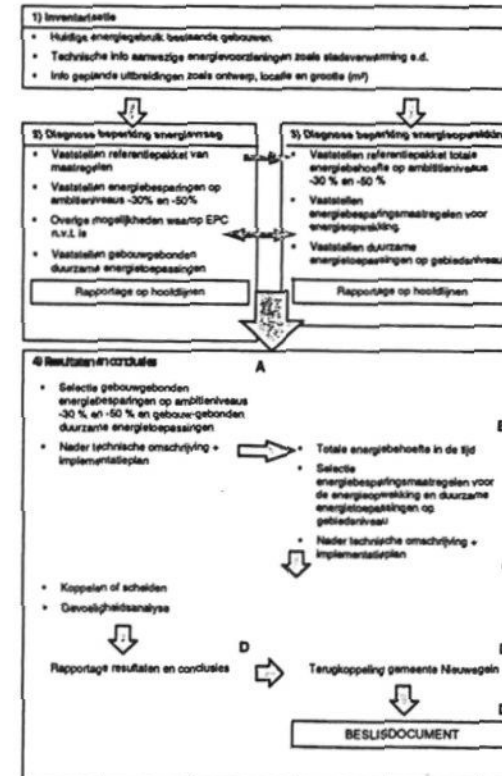 1) Inventarisatie
• Huidige energiegebruik bestaande gebouwen.
• Technische info aanwezige energievoorzieningen zoals stadsverwarming e.d.
• Info geplande uitbreidingen zoals ontwerp, locatie en grootte (m²)
2) Diagnose beperking energievraag
• Vaststellen referentiepakket van
maatregelen
• Vaststellen energiebesparingen op
ambitieniveaus -30% en -50%
• Overige mogelijkheden waarop EPC
n.v.t. is
• Vaststellen gebouwgebonden
duurzame energietoepassingen
Rapportage op hoofdlijnen
3) Diagnose beperking energieopwekking
• Vaststellen referentiepakket totale
energiebehoefte op ambitieniveaus
-30 % en -50 %
• Vaststellen
energiebesparingsmaatregelen voor
energieopwekking.
• Vaststellen duurzame
energietoepassingen op gebiedsniveau
Rapportage op hoofdlijnen
4) Resultaten en conclusies
A
• Selectie gebouwgebonden
energiebesparingen op ambitieniveaus
-30 % en -50 % en gebouw-gebonden
duurzame energietoepassingen
• Nader technische omschrijving +
implementatieplan
• Totale energiebehoefte in de tijd
• Selectie
energiebesparingsmaatregelen voor
de energieopwekking en duurzame
energietoepassingen op
gebiedsniveau
• Nader technische omschrijving +
implementatieplan
• Koppelen of scheiden
• Gevoeligheidsanalyse
D
Rapportage resultaten en conclusies
Terugkoppeling gemeente Nieuwegein
BESLISDOCUMENT